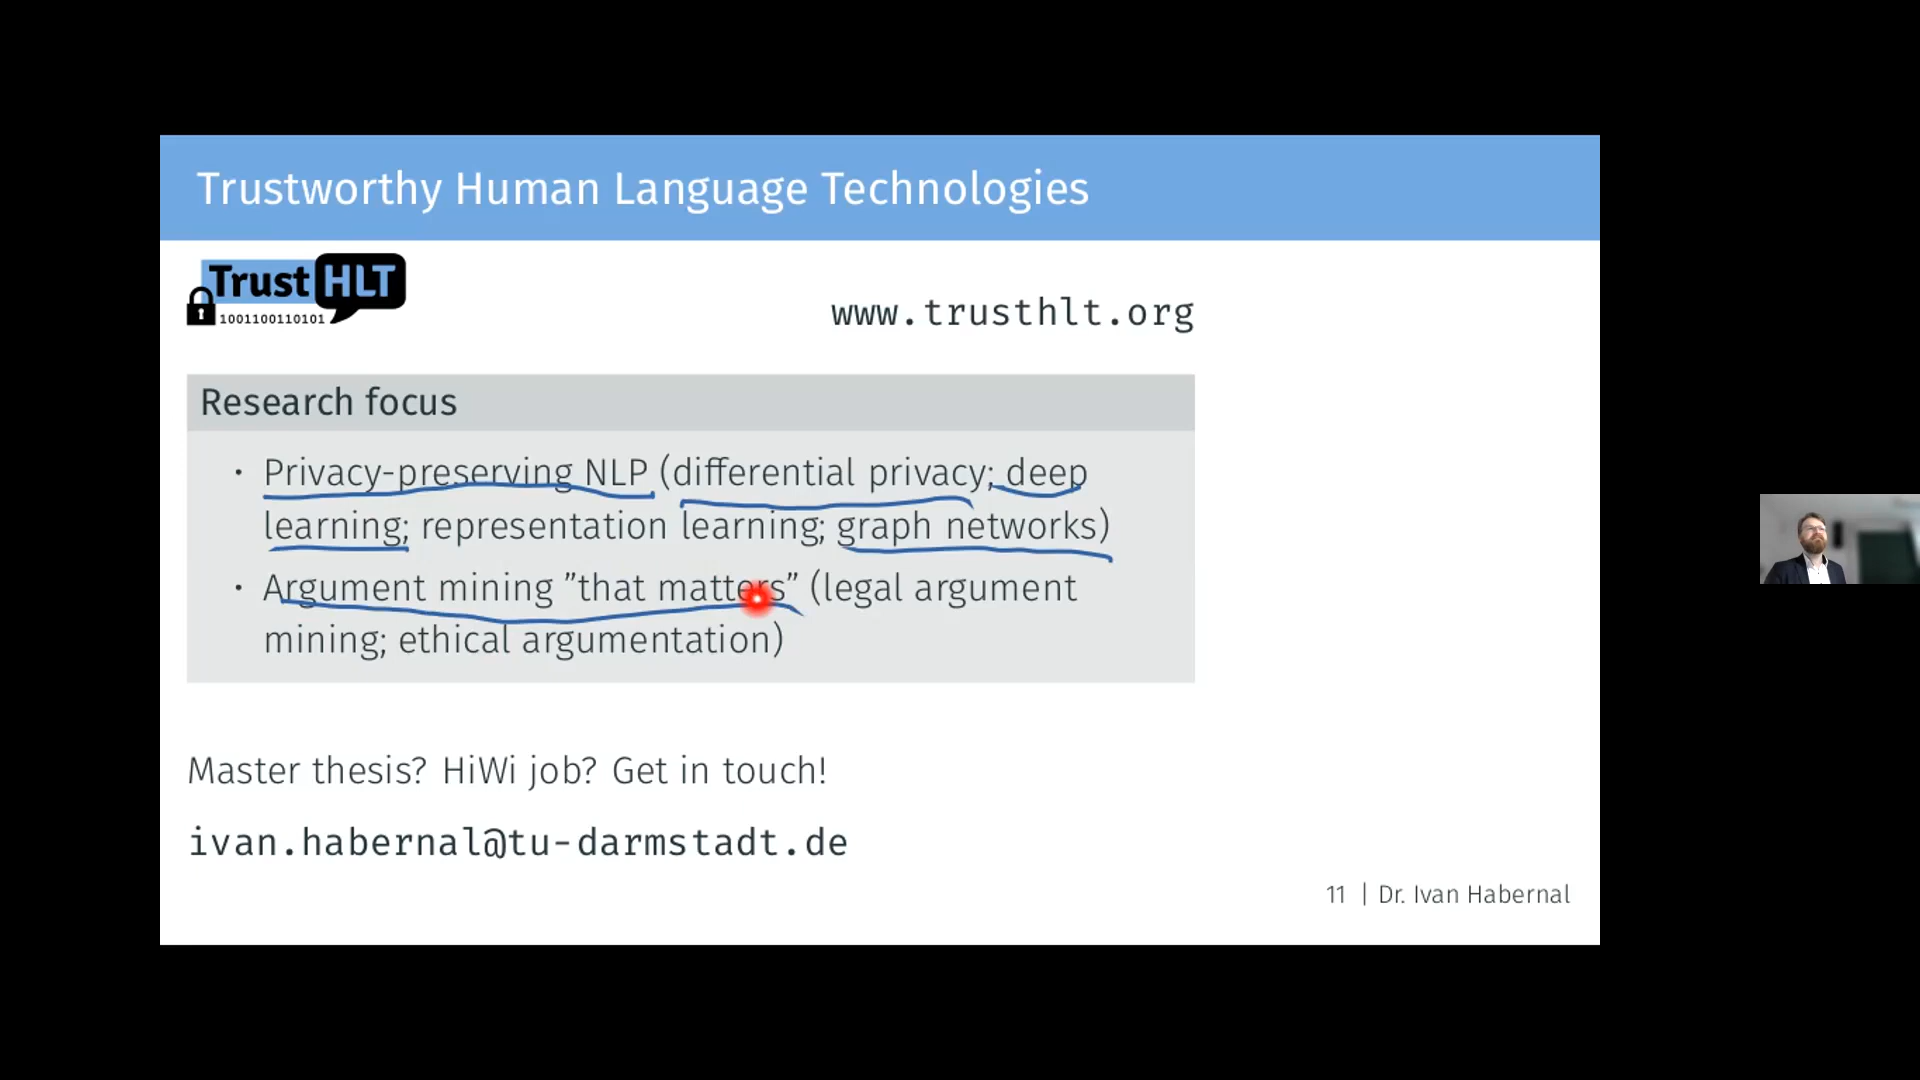 Trustworthy Human Language Technologies
Trust HLT
1001100110101
www.trusthlt.org
Research focus
• Privacy-preserving NLP (differential privacy; deep
learning; representation learning; graph networks)
• Argument mining ”that matters” (legal argument
mining; ethical argumentation)
Master thesis? HiWi job? Get in touch!
ivan.habernal@tu-darmstadt.de
11 | Dr. Ivan Habernal